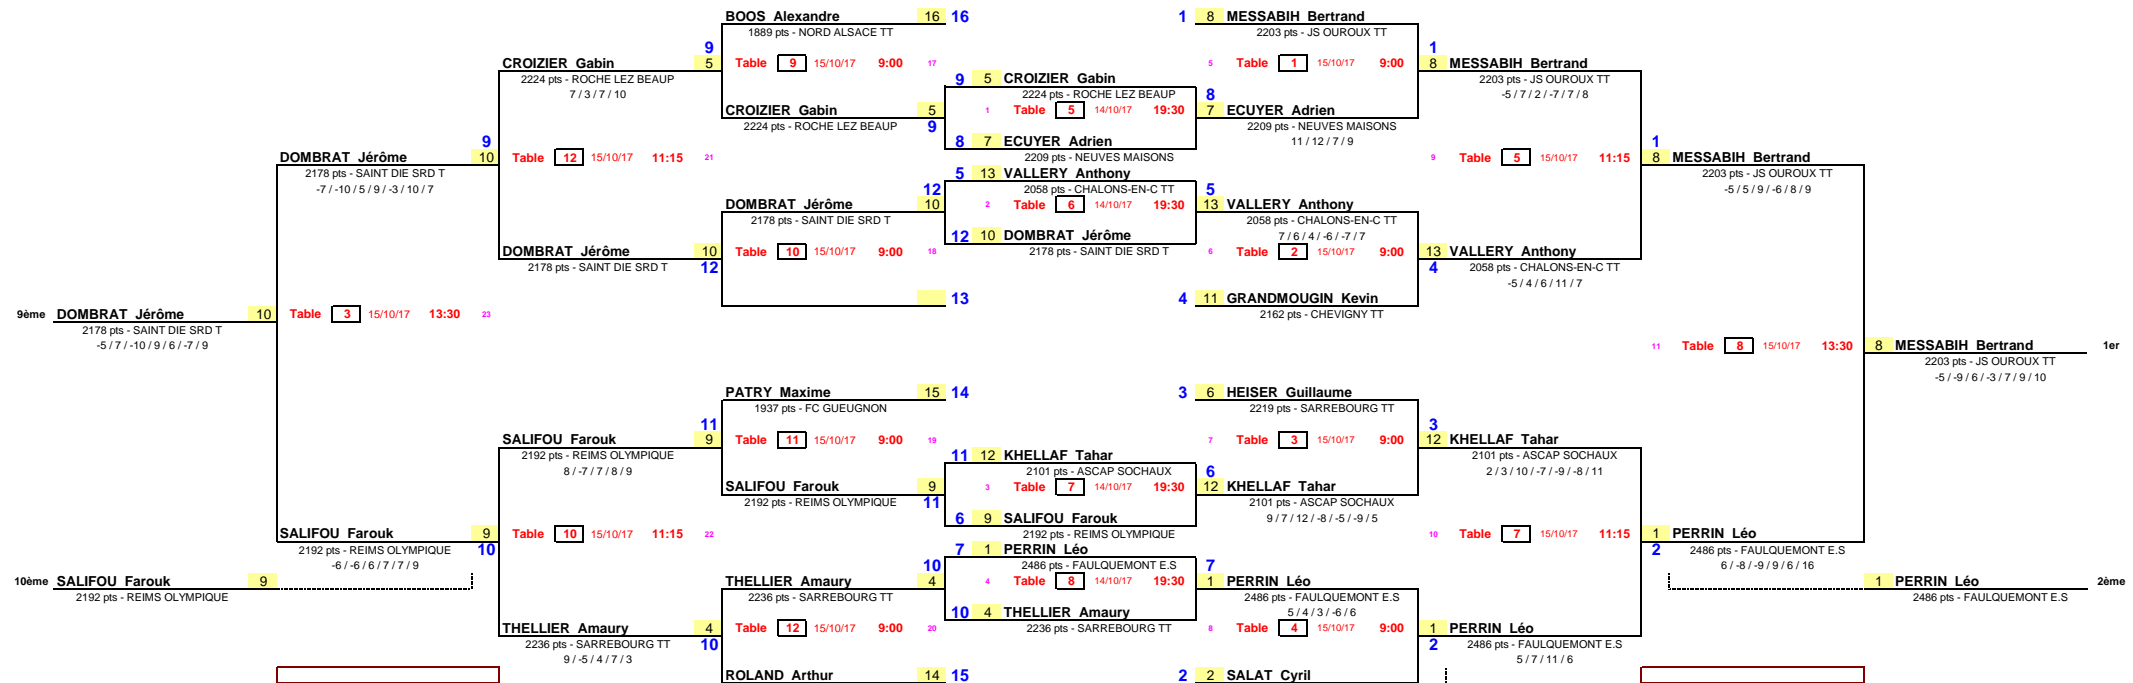 BOOS Alexandre 16 16 1 8 MESSABIH Bertrand
1889 pts - NORD ALSACE TT 2203 pts - JS OUROUX TT
9 1
CROIZIER Gabin 5 Table 9 15/10/17 9:00 17 5 Table 1 15/10/17 9:00 8 MESSABIH Bertrand
2224 pts - ROCHE LEZ BEAUP 9 5 CROIZIER Gabin 2203 pts - JS OUROUX TT
7 / 3 / 7 / 10 2224 pts - ROCHE LEZ BEAUP 8 -5 / 7 / 2 / -7 / 7 / 8
CROIZIER Gabin 5 1 Table 5 14/10/17 19:30 7 ECUYER Adrien
2224 pts - ROCHE LEZ BEAUP 9 2209 pts - NEUVES MAISONS
9 8 7 ECUYER Adrien 11 / 12 / 7 / 9 1
DOMBRAT Jérôme 10 Table 12 15/10/17 11:15 21 2209 pts - NEUVES MAISONS 9 Table 5 15/10/17 11:15 8 MESSABIH Bertrand
2178 pts - SAINT DIE SRD T 5 13 VALLERY Anthony 2203 pts - JS OUROUX TT
-7 / -10 / 5 / 9 / -3 / 10 / 7 12 2058 pts - CHALONS-EN-C TT 5 -5 / 5 / 9 / -6 / 8 / 9
DOMBRAT Jérôme 10 2 Table 6 14/10/17 19:30 13 VALLERY Anthony
2178 pts - SAINT DIE SRD T 2058 pts - CHALONS-EN-C TT
12 10 DOMBRAT Jérôme 7 / 6 / 4 / -6 / -7 / 7
DOMBRAT Jérôme 10 Table 10 15/10/17 9:00 18 2178 pts - SAINT DIE SRD T 6 Table 2 15/10/17 9:00 13 VALLERY Anthony
2178 pts - SAINT DIE SRD T 12 4 2058 pts - CHALONS-EN-C TT
-5 / 4 / 6 / 11 / 7
13 4 11 GRANDMOUGIN Kevin
9ème DOMBRAT Jérôme 10 Table 3 15/10/17 13:30 23 2162 pts - CHEVIGNY TT
2178 pts - SAINT DIE SRD T
-5 / 7 / -10 / 9 / 6 / -7 / 9 11 Table 8 15/10/17 13:30 8 MESSABIH Bertrand 1er
2203 pts - JS OUROUX TT
-5 / -9 / 6 / -3 / 7 / 9 / 10
PATRY Maxime 15 14 3 6 HEISER Guillaume
1937 pts - FC GUEUGNON 2219 pts - SARREBOURG TT
11 3
SALIFOU Farouk 9 Table 11 15/10/17 9:00 19 7 Table 3 15/10/17 9:00 12 KHELLAF Tahar
2192 pts - REIMS OLYMPIQUE 11 12 KHELLAF Tahar 2101 pts - ASCAP SOCHAUX
8 / -7 / 7 / 8 / 9 2101 pts - ASCAP SOCHAUX 6 2 / 3 / 10 / -7 / -9 / -8 / 11
SALIFOU Farouk 9 3 Table 7 14/10/17 19:30 12 KHELLAF Tahar
2192 pts - REIMS OLYMPIQUE 11 2101 pts - ASCAP SOCHAUX
6 9 SALIFOU Farouk 9 / 7 / 12 / -8 / -5 / -9 / 5
SALIFOU Farouk 9 Table 10 15/10/17 11:15 22 2192 pts - REIMS OLYMPIQUE 10 Table 7 15/10/17 11:15 1 PERRIN Léo
2192 pts - REIMS OLYMPIQUE 10 7 1 PERRIN Léo 2 2486 pts - FAULQUEMONT E.S
-6 / -6 / 6 / 7 / 7 / 9 10 2486 pts - FAULQUEMONT E.S 7 6 / -8 / -9 / 9 / 6 / 16
10ème SALIFOU Farouk 9 THELLIER Amaury 4 4 Table 8 14/10/17 19:30 1 PERRIN Léo 1 PERRIN Léo 2ème
2192 pts - REIMS OLYMPIQUE 2236 pts - SARREBOURG TT 2486 pts - FAULQUEMONT E.S 2486 pts - FAULQUEMONT E.S
10 4 THELLIER Amaury 5 / 4 / 3 / -6 / 6
THELLIER Amaury 4 Table 12 15/10/17 9:00 20 2236 pts - SARREBOURG TT 8 Table 4 15/10/17 9:00 1 PERRIN Léo
2236 pts - SARREBOURG TT 10 2 2486 pts - FAULQUEMONT E.S
9 / -5 / 4 / 7 / 3 5 / 7 / 11 / 6
ROLAND Arthur 14 15 2 2 SALAT Cyril